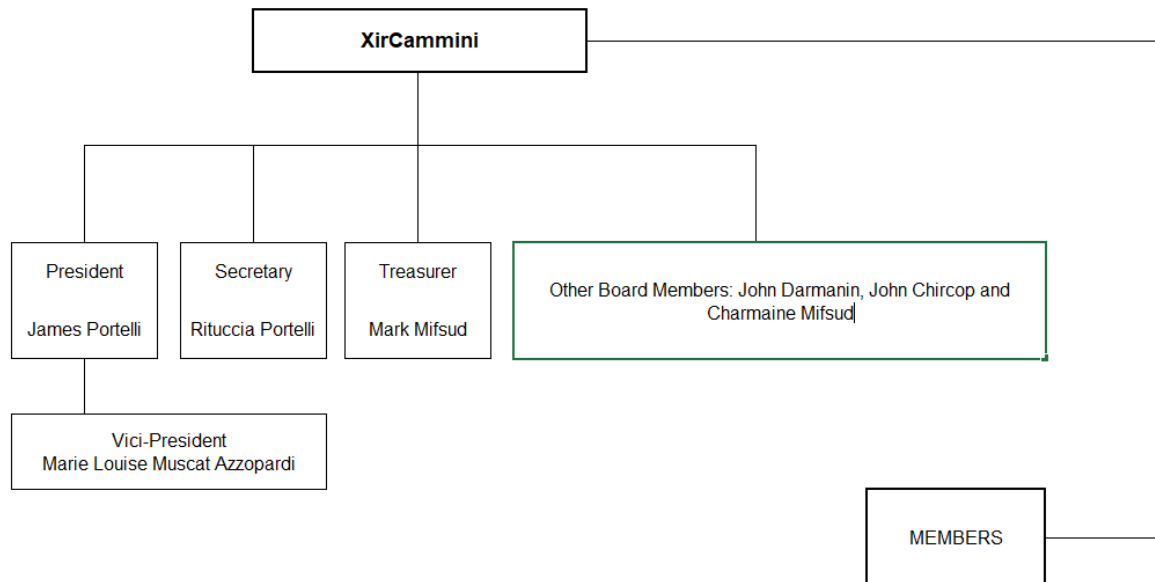 XirCammini
President
James Portelli
Secretary
Rituccia Portelli
Treasurer
Mark Mifsud
Other Board Members: John Darmanin, John Chircop and
Charmaine Mifsud
Vici-President
Marie Louise Muscat Azzopardi
MEMBERS